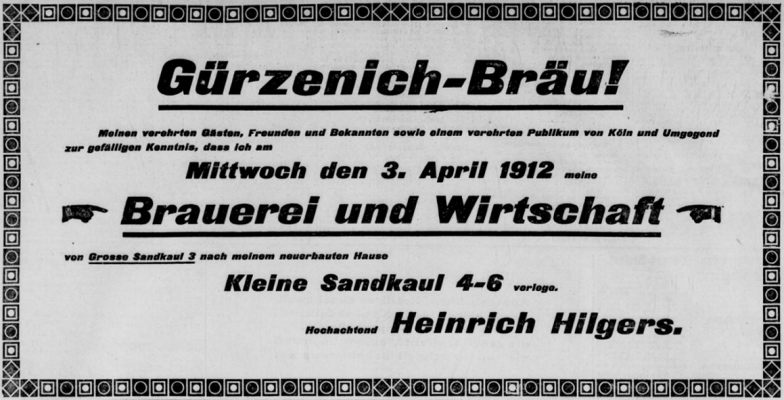 Gürzenich-Bräu!
Meinen verehrten Gästen, Freunden und Bekannten sowie einem verehrten Publikum von Köln und Umgegend
zur gefälligen Kenntnis, dass ich am
Mittwoch den 3. April 1912 meine
Brauerei und Wirtschaft
von Grosse Sandkaul 3 nach meinem neuerbauten Hause
Kleine Sandkaul 4-6 verlege.
Hochachtend Heinrich Hilgers.